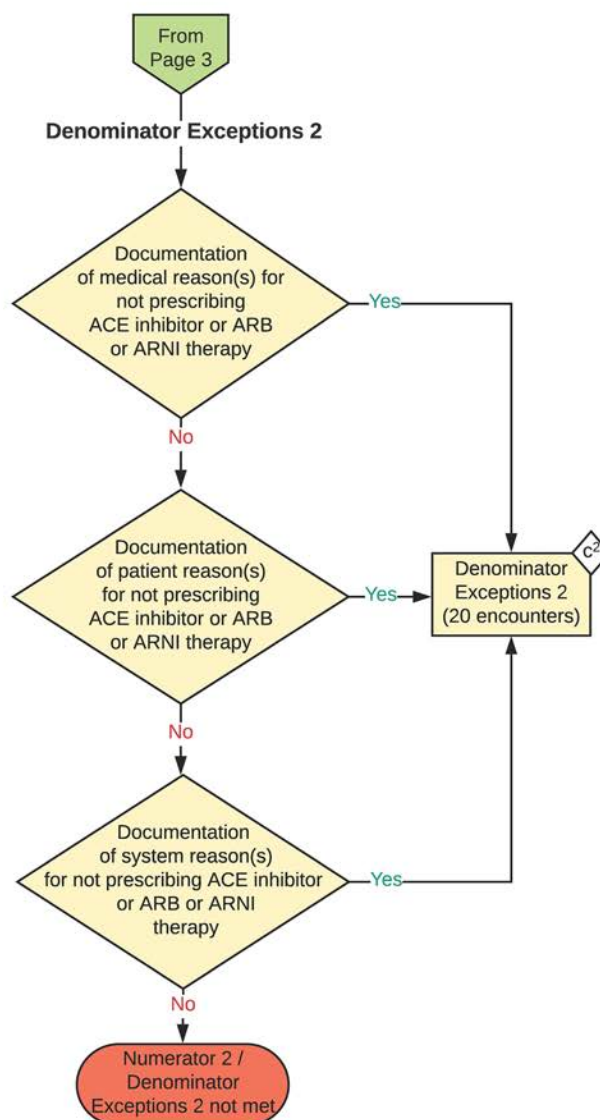 From
Page 3
Denominator Exceptions 2
Documentation
of medical reason(s) for
not prescribing
ACE inhibitor or ARB
or ARNI therapy
Yes
No
Documentation
of patient reason(s)
for not prescribing
ACE inhibitor or ARB
or ARNI therapy
Yes
Denominator
Exceptions 2
(20 encounters)
c²
No
Documentation
of system reason(s)
for not prescribing ACE inhibitor
or ARB or ARNI
therapy
Yes
No
Numerator 2 /
Denominator
Exceptions 2 not met